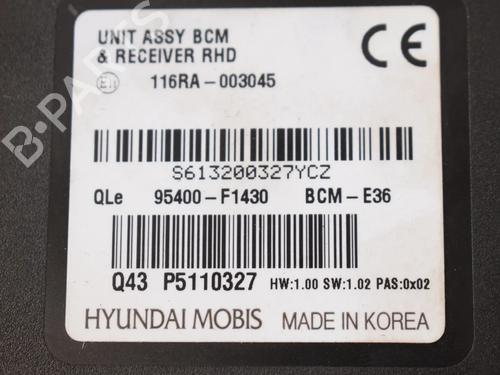 UNIT ASSY BCM
& RECEIVER RHD
CE
116RA-003045
S613200327YCZ
QLe 95400-F1430 BCM-E36
Q43 P5110327 HW:1.00 SW:1.02 PAS:0x02
HYUNDAI MOBIS MADE IN KOREA
B-PARTS